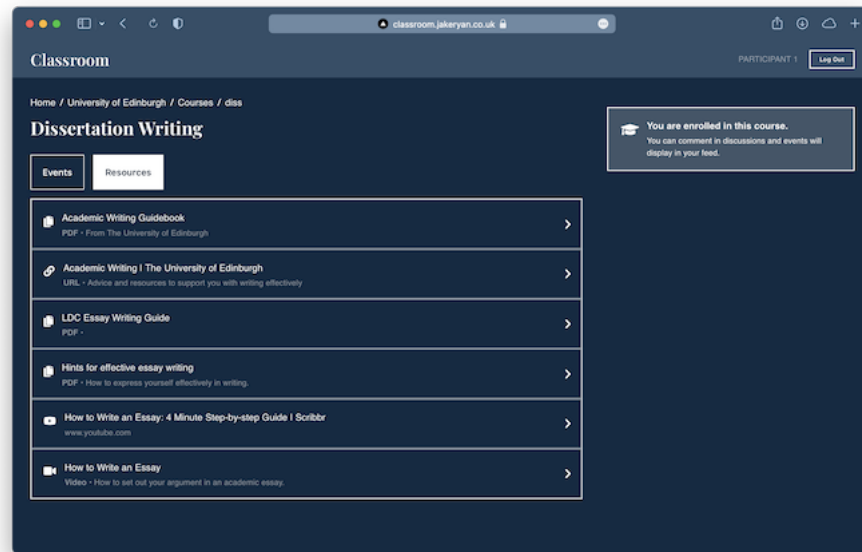 classroom.jakeryan.co.uk
Classroom
PARTICIPANT 1
Log Out
Home / University of Edinburgh / Courses / diss
Dissertation Writing
Events
Resources
Academic Writing Guidebook
PDF - From The University of Edinburgh
Academic Writing | The University of Edinburgh
URL - Advice and resources to support you with writing effectively
LDC Essay Writing Guide
PDF -
Hints for effective essay writing
PDF - How to express yourself effectively in writing.
How to Write an Essay: 4 Minute Step-by-step Guide | Scribbr
www.youtube.com
How to Write an Essay
Video - How to set out your argument in an academic essay.
You are enrolled in this course.
You can comment in discussions and events will
display in your feed.